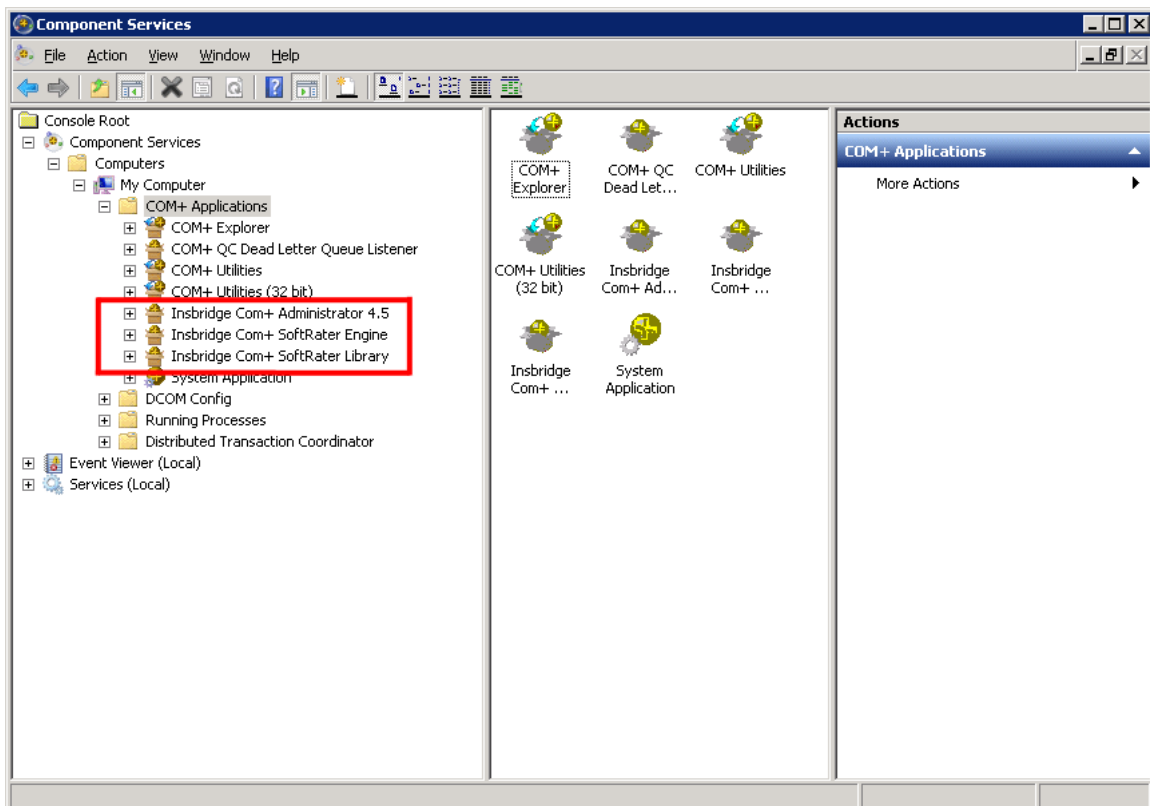 Component Services
File Action View Window Help
Console Root
Component Services
Computers
My Computer
COM+ Applications
COM+ Explorer
COM+ QC Dead Letter Queue Listener
COM+ Utilities
COM+ Utilities (32 bit)
Insbridge Com+ Administrator 4.5
Insbridge Com+ SoftRater Engine
Insbridge Com+ SoftRater Library
System Application
DCOM Config
Running Processes
Distributed Transaction Coordinator
Event Viewer (Local)
Services (Local)
COM+ COM+ QC COM+ Utilities
Explorer Dead Let...
COM+ Utilities Insbridge Insbridge
(32 bit) Com+ Ad... Com+ ...
Insbridge System
Com+ ... Application
Actions
COM+ Applications
More Actions